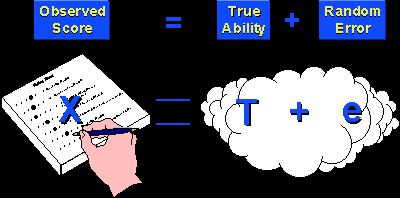 Observed Score = True Ability + Random Error
X = T + e